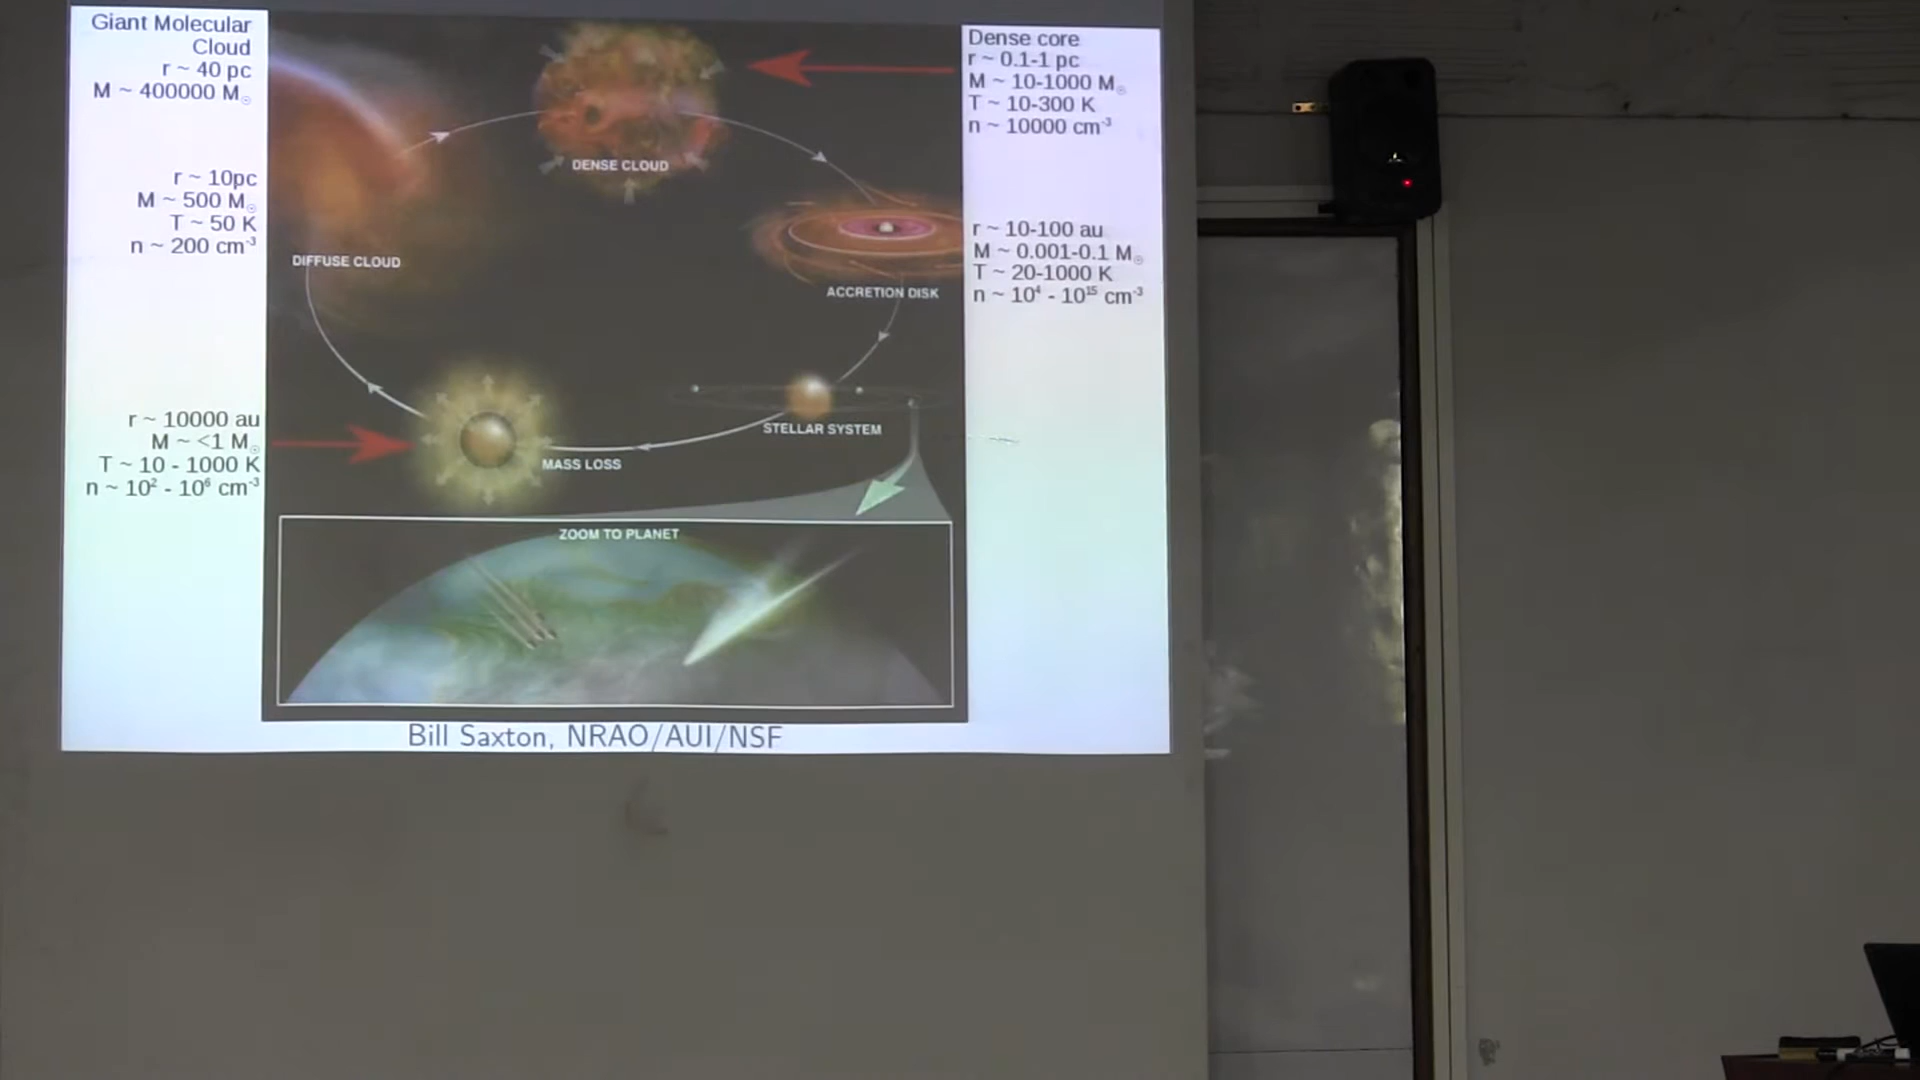 Giant Molecular
Cloud
r ~ 40 pc
M ~ 400000 M☉
r ~ 10pc
M ~ 500 M☉
T ~ 50 K
n ~ 200 cm⁻³
r ~ 10000 au
M ~ <1 M☉
T ~ 10 - 1000 K
n ~ 10² - 10⁶ cm⁻³
DENSE CLOUD
DIFFUSE CLOUD
ACCRETION DISK
STELLAR SYSTEM
MASS LOSS
ZOOM TO PLANET
Dense core
r ~ 0.1-1 pc
M ~ 10-1000 M☉
T ~ 10-300 K
n ~ 10000 cm⁻³
r ~ 10-100 au
M ~ 0.001-0.1 M☉
T ~ 20-1000 K
n ~ 10⁴ - 10¹⁵ cm⁻³
Bill Saxton, NRAO/AUI/NSF